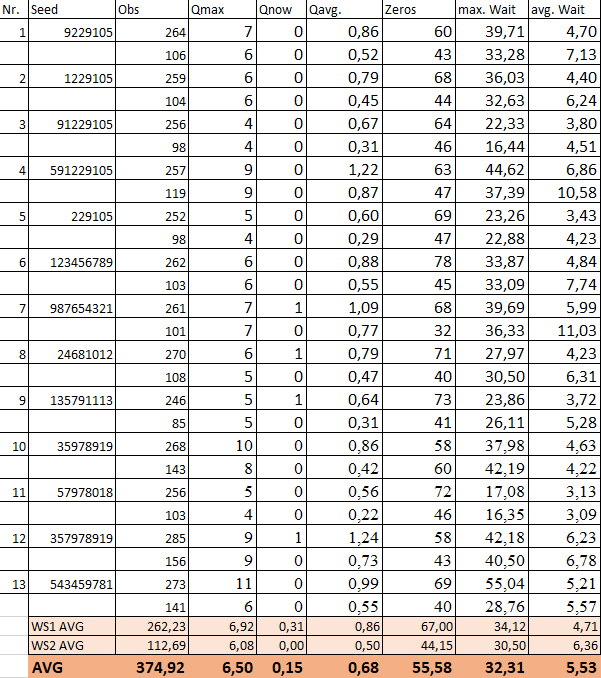 Nr. Seed Obs Qmax Qnow Qavg. Zeros max. Wait avg. Wait
1 9229105 264 7 0 0,86 60 39,71 4,70
106 6 0 0,52 43 33,28 7,13
2 1229105 259 6 0 0,79 68 36,03 4,40
104 6 0 0,45 44 32,63 6,24
3 91229105 256 4 0 0,67 64 22,33 3,80
98 4 0 0,31 46 16,44 4,51
4 591229105 257 9 0 1,22 63 44,62 6,86
119 9 0 0,87 47 37,39 10,58
5 229105 252 5 0 0,60 69 23,26 3,43
98 4 0 0,29 47 22,88 4,23
6 123456789 262 6 0 0,88 78 33,87 4,84
103 6 0 0,55 45 33,09 7,74
7 987654321 261 7 1 1,09 68 39,69 5,99
101 7 0 0,77 32 36,33 11,03
8 24681012 270 6 1 0,79 71 27,97 4,23
108 5 0 0,47 40 30,50 6,31
9 135791113 246 5 1 0,64 73 23,86 3,72
85 5 0 0,31 41 26,11 5,28
10 35978919 268 10 0 0,86 58 37,98 4,63
143 8 0 0,42 60 42,19 4,22
11 57978018 256 5 0 0,56 72 17,08 3,13
103 4 0 0,22 46 16,35 3,09
12 357978919 285 9 1 1,24 58 42,18 6,23
156 9 0 0,73 43 40,50 6,78
13 543459781 273 11 0 0,99 69 55,04 5,21
141 6 0 0,55 40 28,76 5,57
WS1 AVG 262,23 6,92 0,31 0,86 67,00 34,12 4,71
WS2 AVG 112,69 6,08 0,00 0,50 44,15 30,50 6,36
AVG 374,92 6,50 0,15 0,68 55,58 32,31 5,53